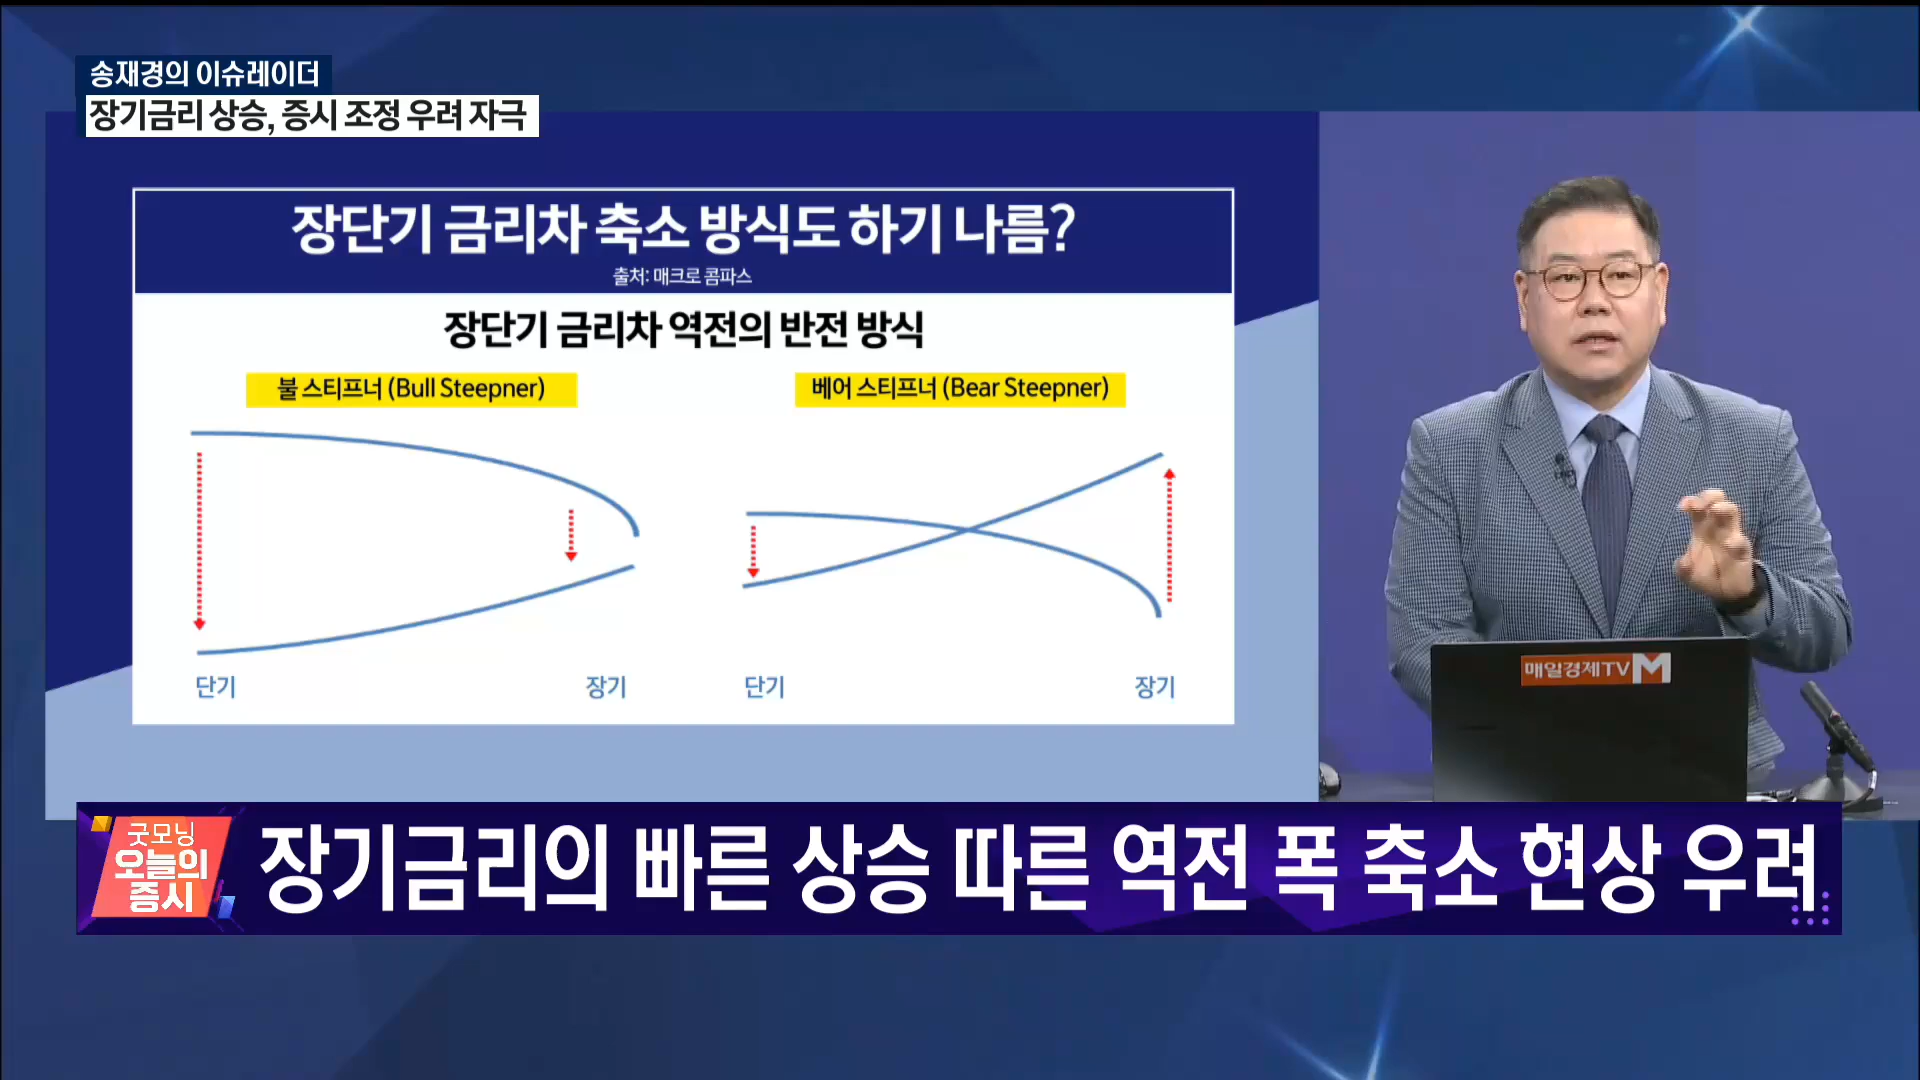 송재경의 이슈레이더
장기금리 상승, 증시 조정 우려 자극
장단기 금리차 축소 방식도 하기 나름?
출처: 매크로 콤파스
장단기 금리차 역전의 반전 방식
불 스티프너 (Bull Steepner)
베어 스티프너 (Bear Steepner)
단기
장기
단기
장기
매일경제TV M
굿모닝
오늘의
증시
장기금리의 빠른 상승 따른 역전 폭 축소 현상 우려